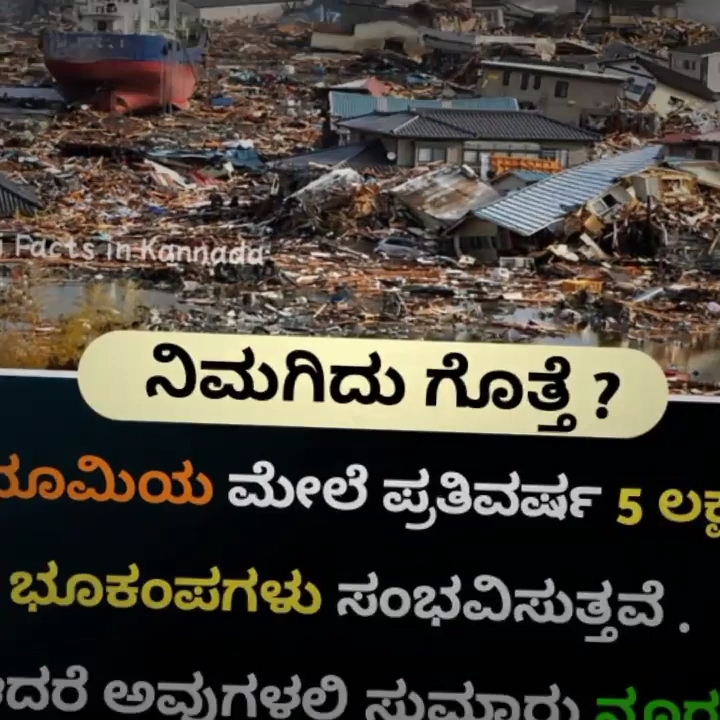 Facts in Kannada
ನಿಮಗಿದು ಗೊತ್ತೆ ?
ಮೇಲೆ ಪ್ರತಿವರ್ಷ 5
ಭೂಕಂಪಗಳು ಸಂಭವಿಸುತ್ತವೆ .
ಅವುಗಳಲ್ಲಿ ಸುಮಾರು